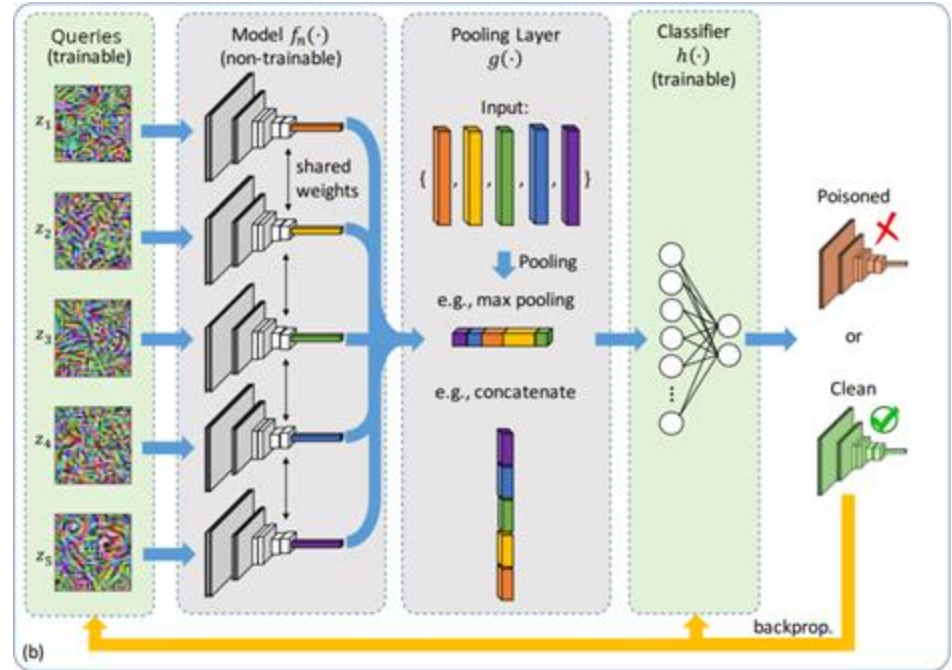 Queries
(trainable)
z1
z2
z3
z4
z5
Model fn(·)
(non-trainable)
shared
weights
Pooling Layer
g(·)
Input:
{ , , , , }
Pooling
e.g., max pooling
e.g., concatenate
Classifier
h(·)
(trainable)
Poisoned
or
Clean
backprop.
(b)